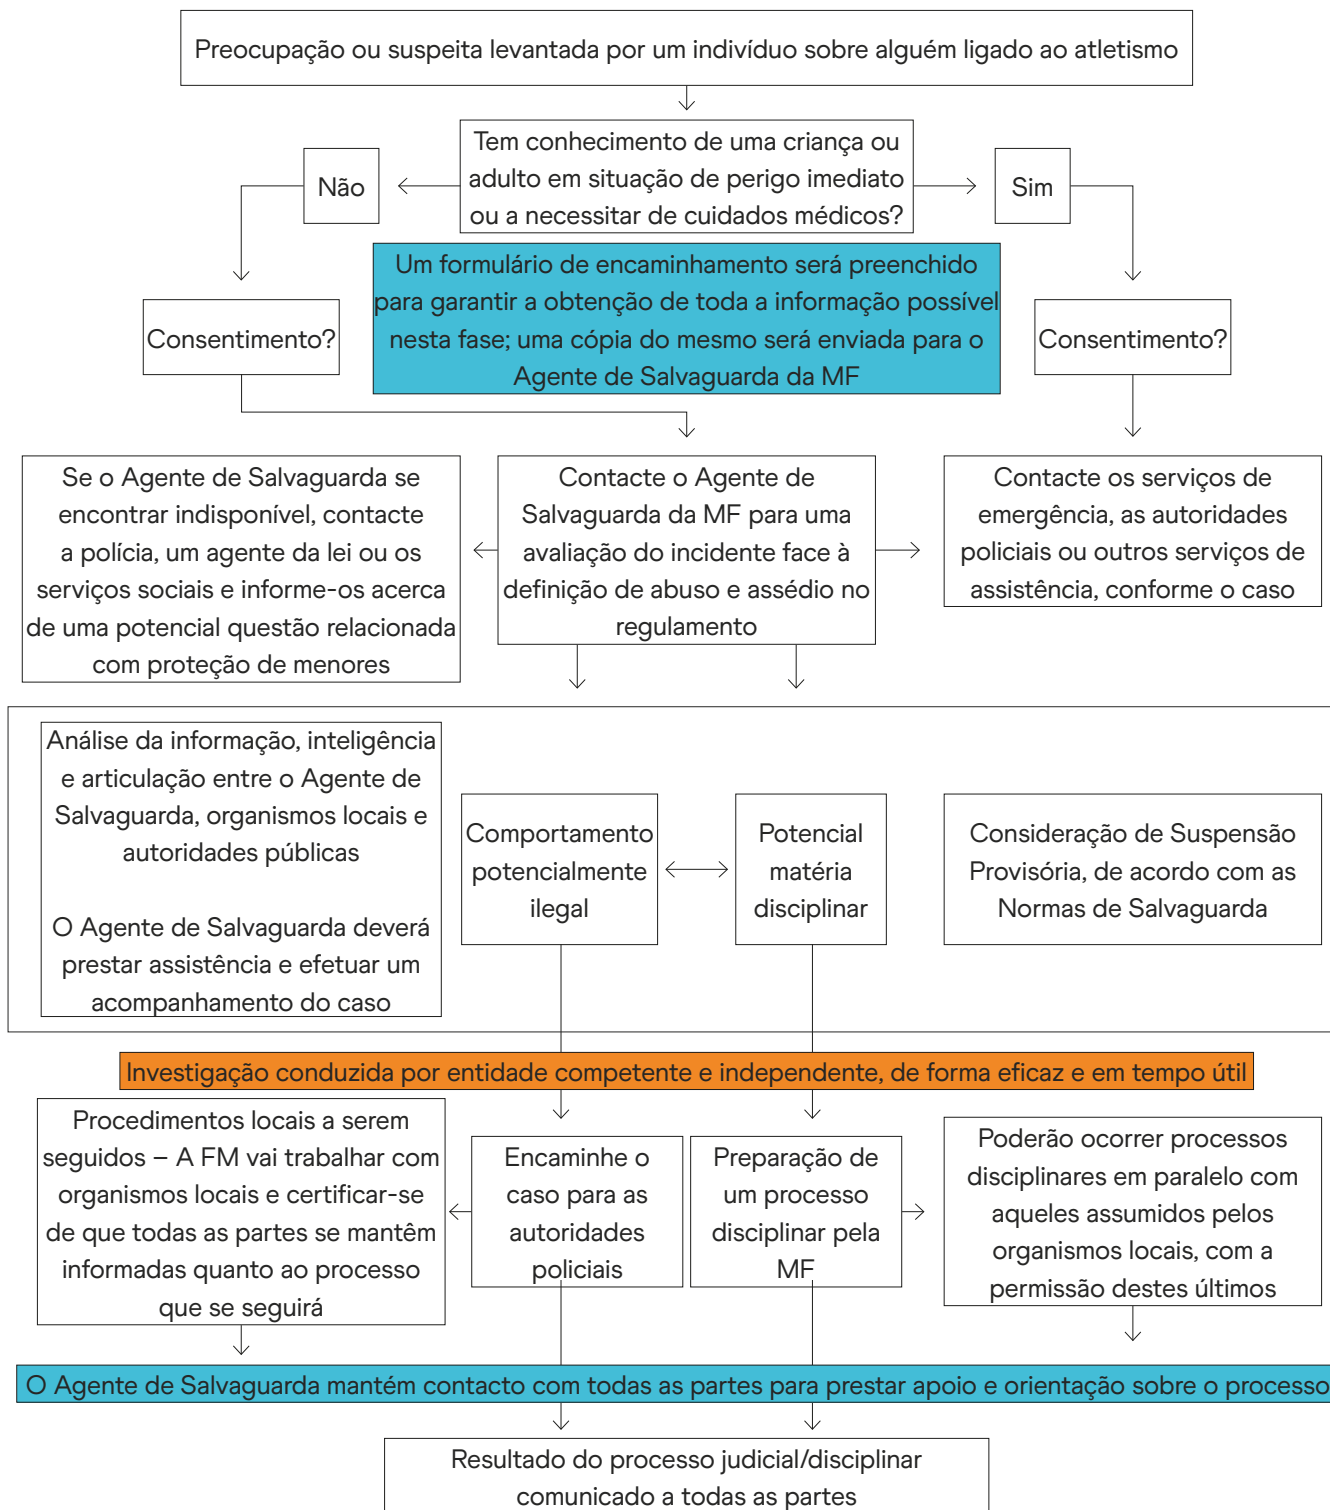 Preocupação ou suspeita levantada por um indivíduo sobre alguém ligado ao atletismo
Tem conhecimento de uma criança ou
adulto em situação de perigo imediato
ou a necessitar de cuidados médicos?
Não
Sim
Um formulário de encaminhamento será preenchido
para garantir a obtenção de toda a informação possível
nesta fase; uma cópia do mesmo será enviada para o
Agente de Salvaguarda da MF
Consentimento?
Consentimento?
Se o Agente de Salvaguarda se
encontrar indisponível, contacte
a polícia, um agente da lei ou os
serviços sociais e informe-os acerca
de uma potencial questão relacionada
com proteção de menores
Contacte o Agente de
Salvaguarda da MF para uma
avaliação do incidente face à
definição de abuso e assédio no
regulamento
Contacte os serviços de
emergência, as autoridades
policiais ou outros serviços de
assistência, conforme o caso
Análise da informação, inteligência
e articulação entre o Agente de
Salvaguarda, organismos locais e
autoridades públicas
O Agente de Salvaguarda deverá
prestar assistência e efetuar um
acompanhamento do caso
Comportamento
potencialmente
ilegal
Potencial
matéria
disciplinar
Consideração de Suspensão
Provisória, de acordo com as
Normas de Salvaguarda
Investigação conduzida por entidade competente e independente, de forma eficaz e em tempo útil
Procedimentos locais a serem
seguidos – A FM vai trabalhar com
organismos locais e certificar-se
de que todas as partes se mantêm
informadas quanto ao processo
que se seguirá
Encaminhe o
caso para as
autoridades
policiais
Preparação de
um processo
disciplinar pela
MF
Poderão ocorrer processos
disciplinares em paralelo com
aqueles assumidos pelos
organismos locais, com a
permissão destes últimos
O Agente de Salvaguarda mantém contacto com todas as partes para prestar apoio e orientação sobre o processo
Resultado do processo judicial/disciplinar
comunicado a todas as partes